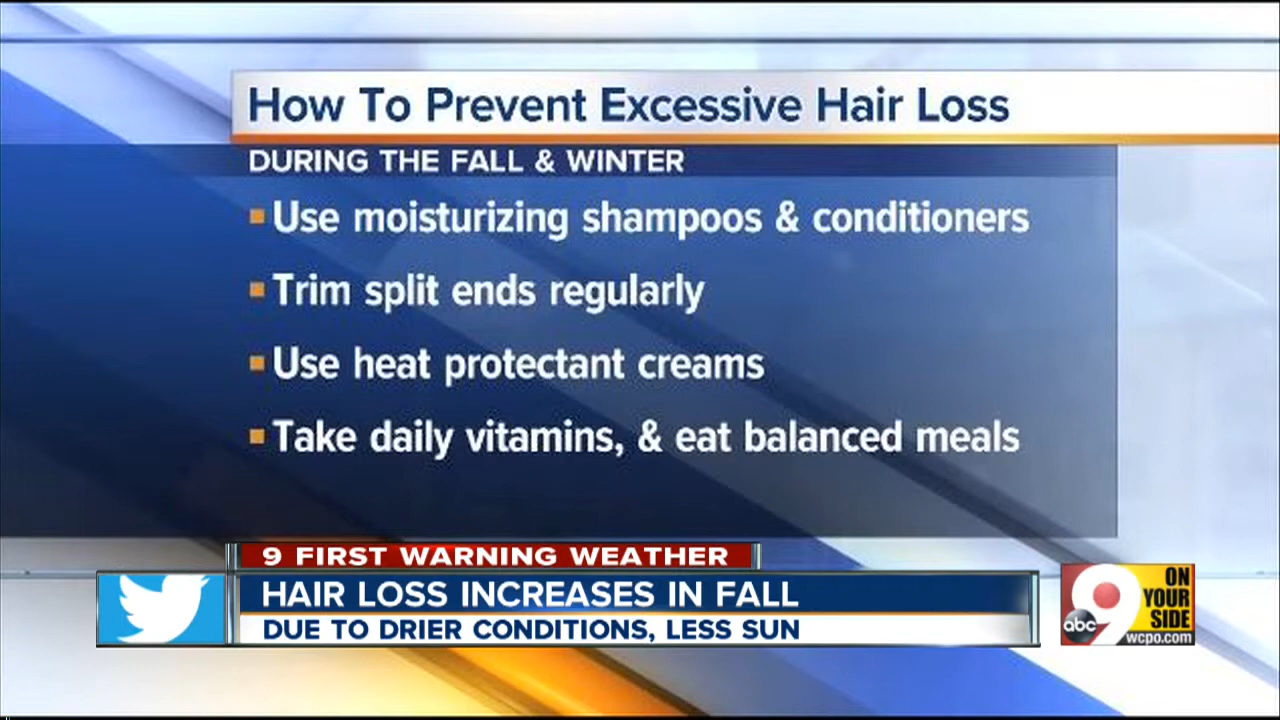 How To Prevent Excessive Hair Loss
DURING THE FALL & WINTER
Use moisturizing shampoos & conditioners
Trim split ends regularly
Use heat protectant creams
Take daily vitamins, & eat balanced meals
9 FIRST WARNING WEATHER
HAIR LOSS INCREASES IN FALL
DUE TO DRIER CONDITIONS, LESS SUN
abc 9
ON
YOUR
SIDE
wcpo.com